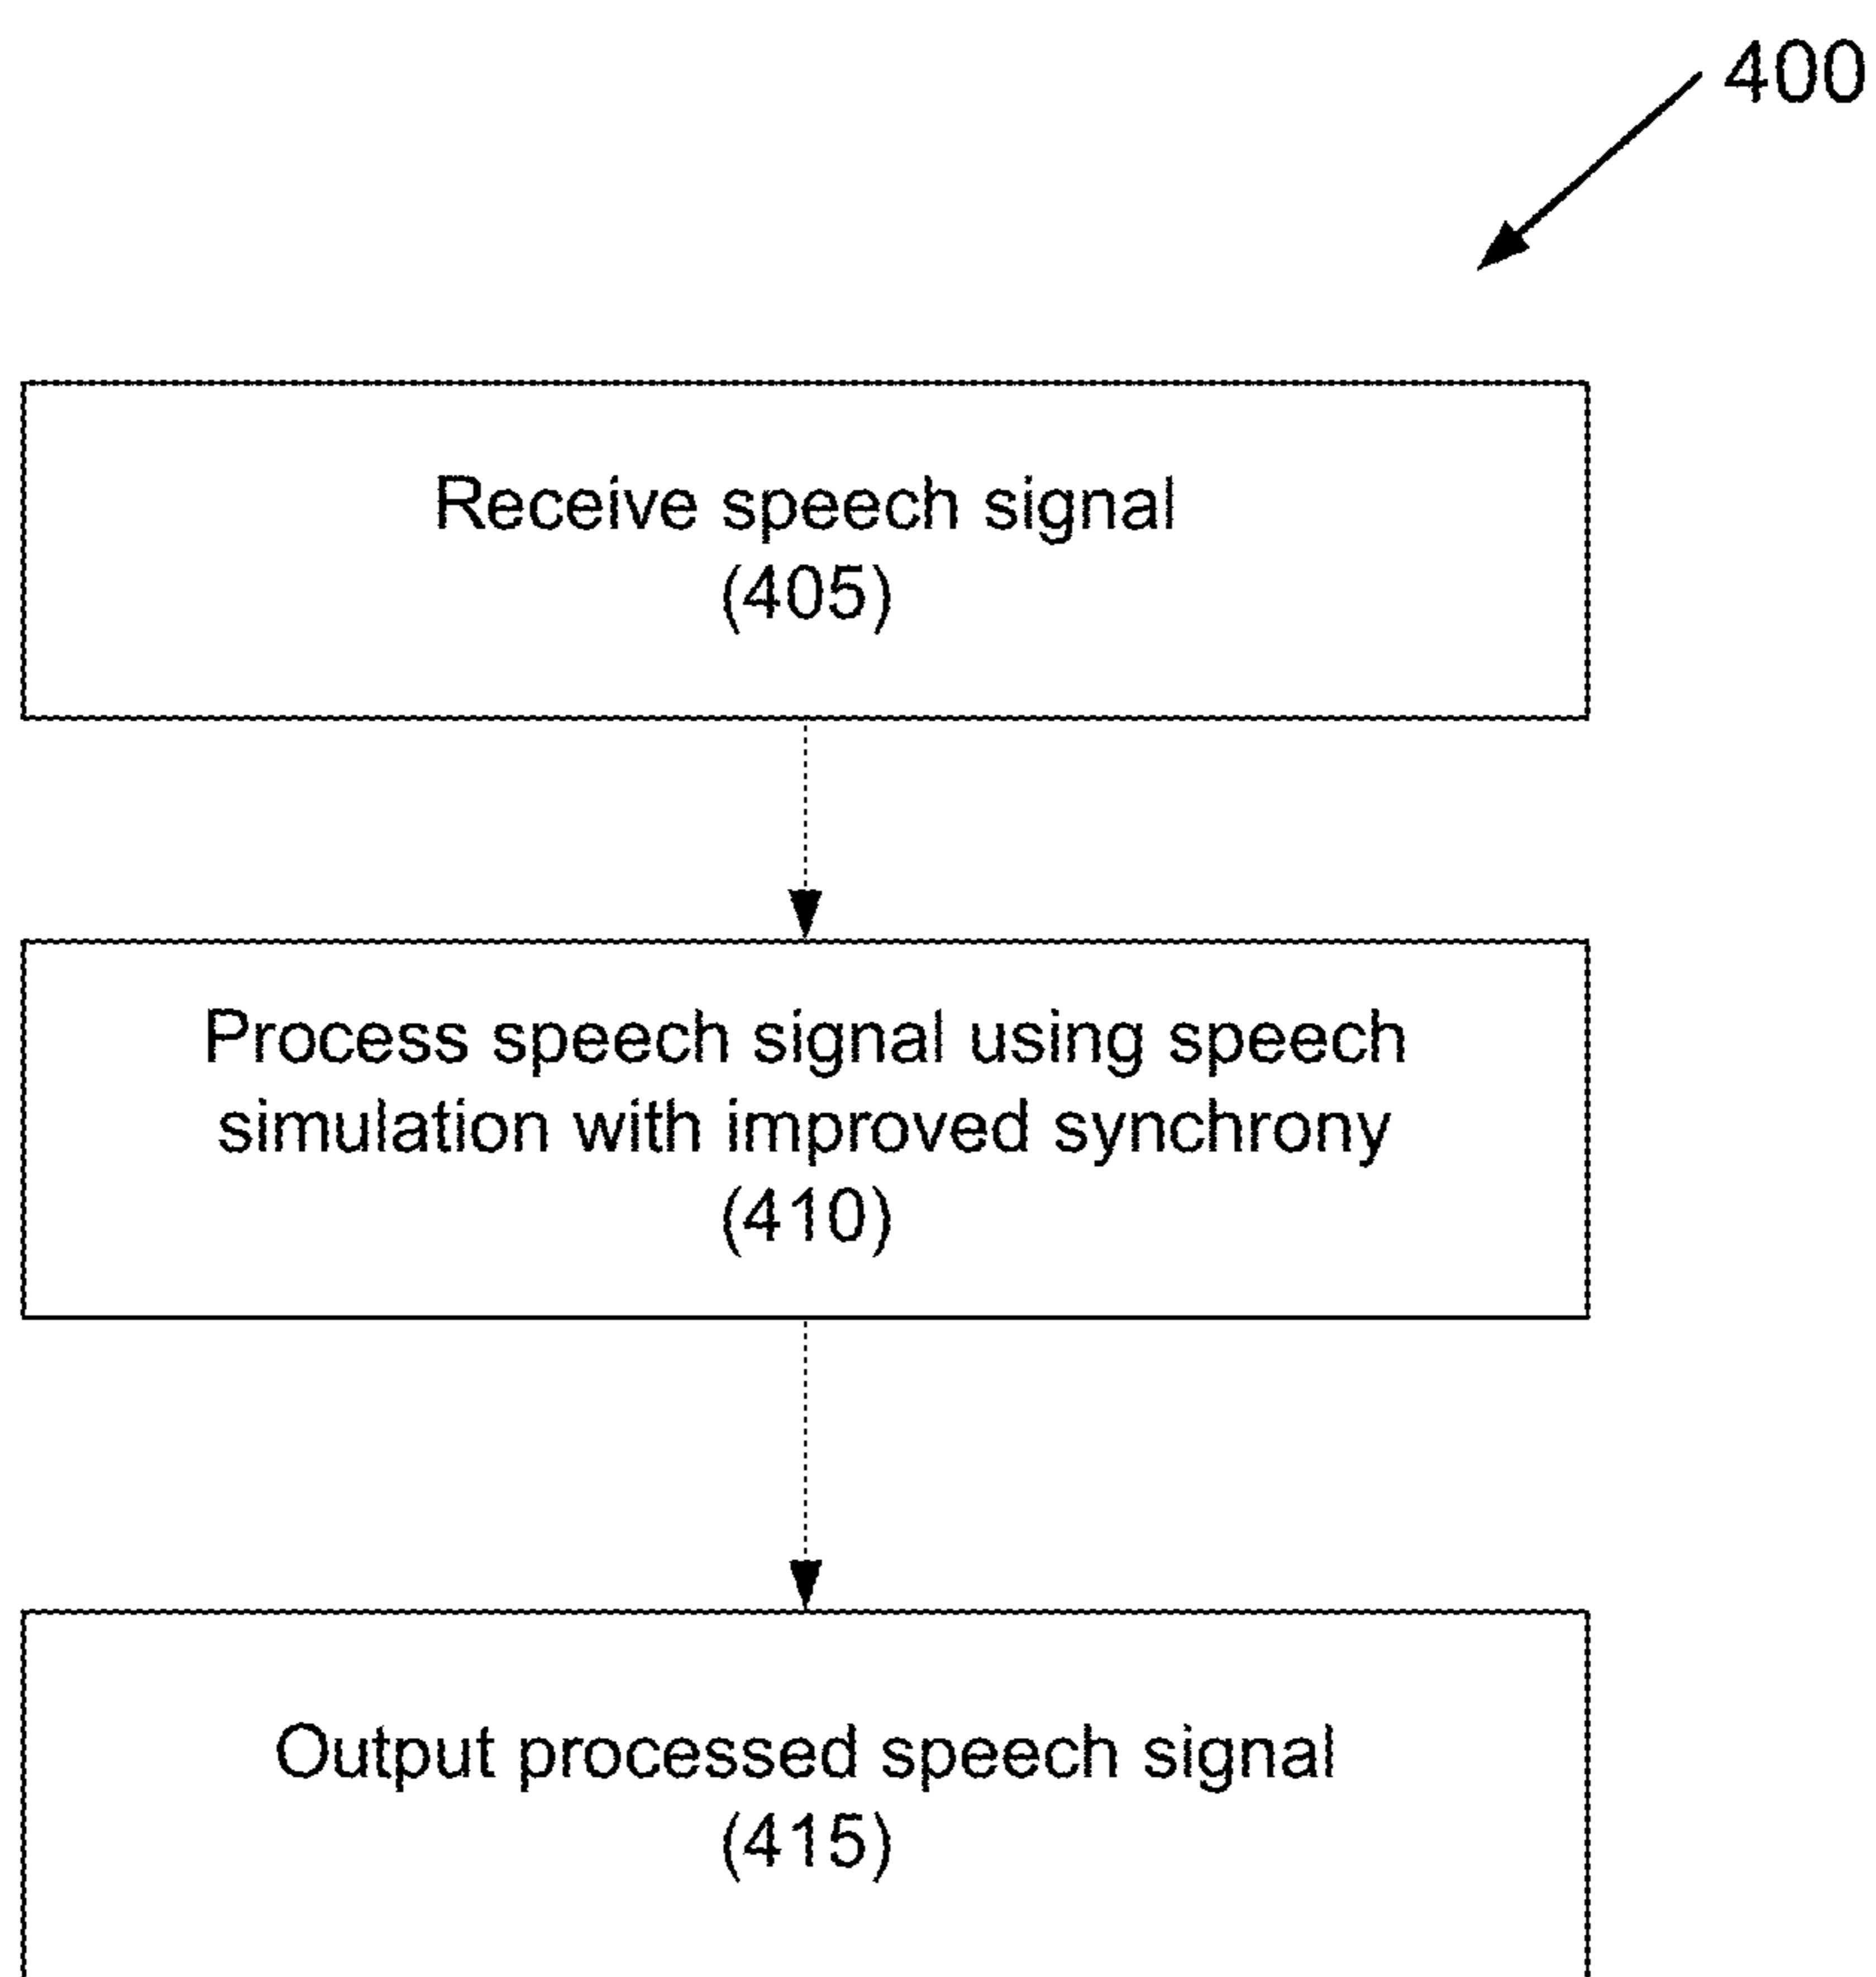 400
Receive speech signal
(405)
Process speech signal using speech
simulation with improved synchrony
(410)
Output processed speech signal
(415)